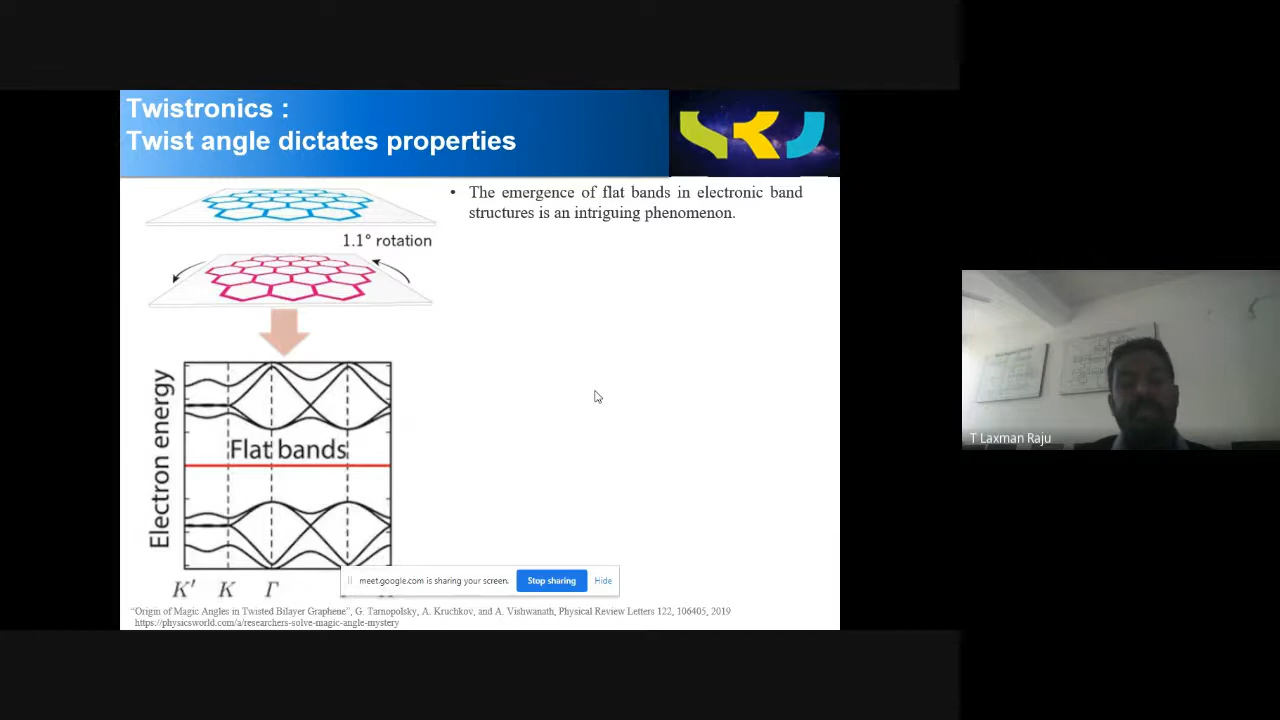 Twistronics :
Twist angle dictates properties
SKJ
• The emergence of flat bands in electronic band
structures is an intriguing phenomenon.
1.1° rotation
Electron energy
Flat bands
K' K Γ
meet.google.com is sharing your screen. Stop sharing Hide
"Origin of Magic Angles in Twisted Bilayer Graphene", G. Tarnopolsky, A. Kruchkov, and A. Vishwanath, Physical Review Letters 122, 106405, 2019
https://physicsworld.com/a/researchers-solve-magic-angle-mystery
T Laxman Raju